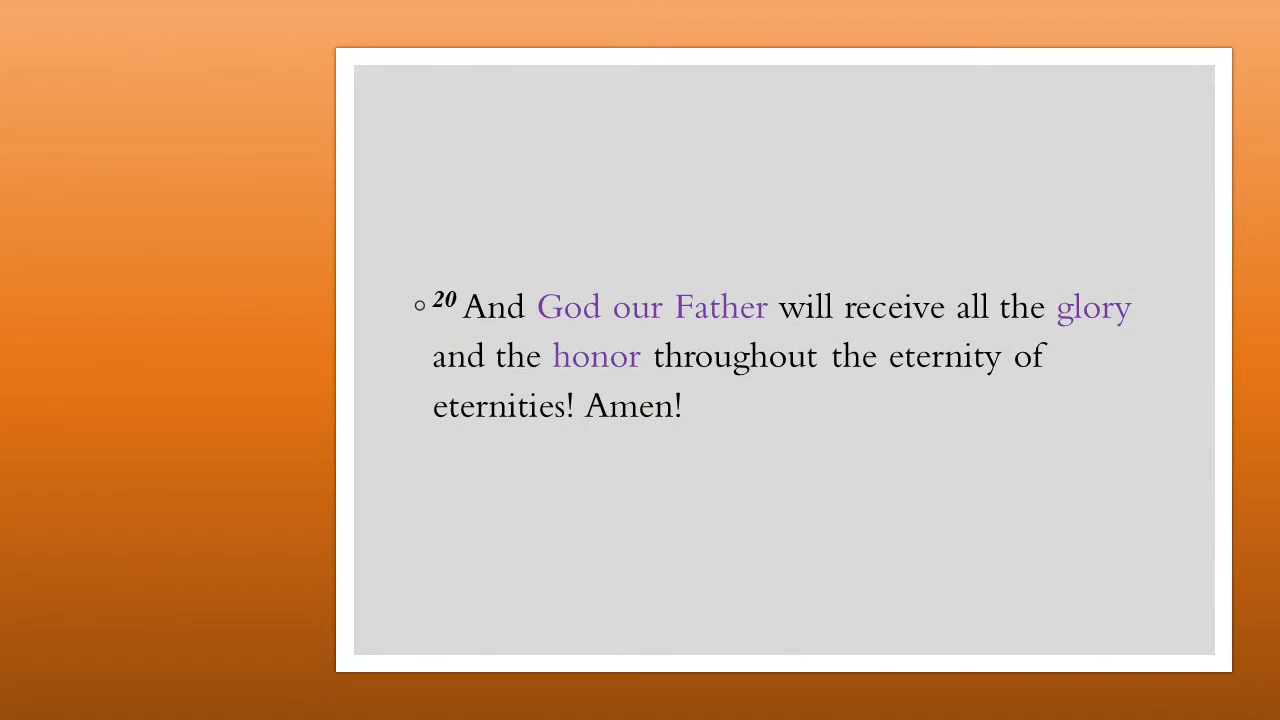 ◦ 20 And God our Father will receive all the glory
and the honor throughout the eternity of
eternities! Amen!